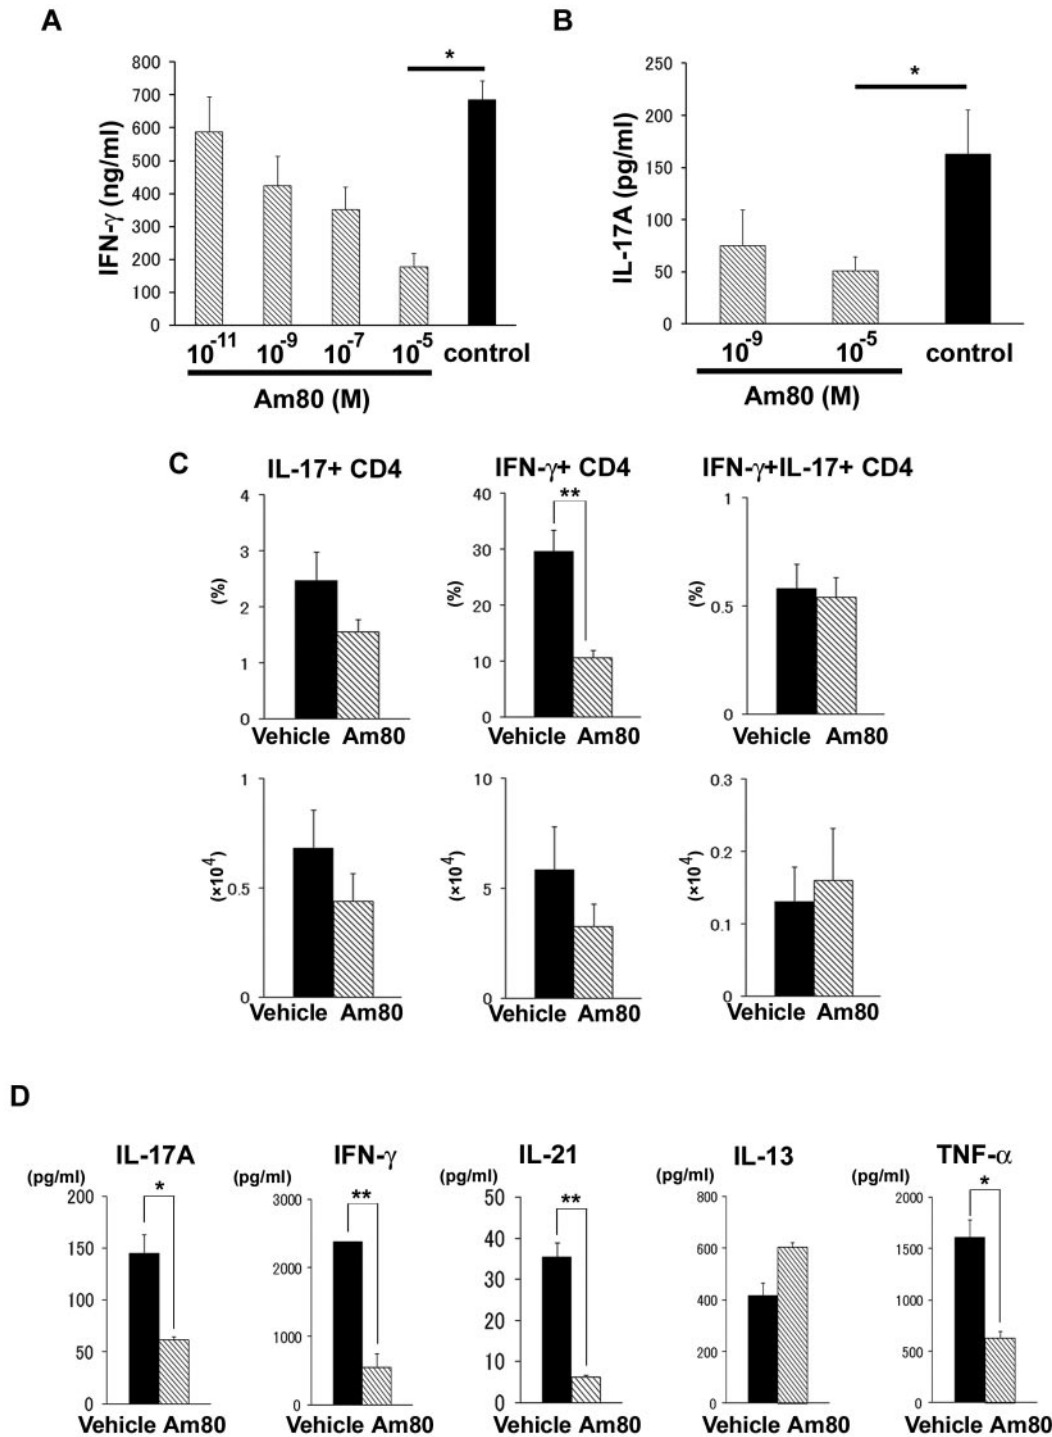 A
B
IFN-γ (ng/ml)
800
700
600
500
400
300
200
100
0
*
10-11
10-9
10-7
10-5
control
Am80 (M)
IL-17A (pg/ml)
250
200
150
100
50
0
*
10-9
10-5
control
Am80 (M)
C
IL-17+ CD4
(%)
4
3
2
1
0
Vehicle Am80
IFN-γ+ CD4
(%)
40
30
20
10
0
**
Vehicle Am80
IFN-γ+IL-17+ CD4
(%)
1
0.5
0
Vehicle Am80
(×104)
1
0.5
0
Vehicle Am80
(×104)
10
5
0
Vehicle Am80
(×104)
0.3
0.2
0.1
0
Vehicle Am80
D
IL-17A
(pg/ml)
200
150
100
50
0
*
Vehicle Am80
IFN-γ
(pg/ml)
3000
2000
1000
0
**
Vehicle Am80
IL-21
(pg/ml)
50
40
35
30
20
10
0
**
Vehicle Am80
IL-13
(pg/ml)
800
600
400
200
0
Vehicle Am80
TNF-α
(pg/ml)
2000
1500
1000
500
0
*
Vehicle Am80